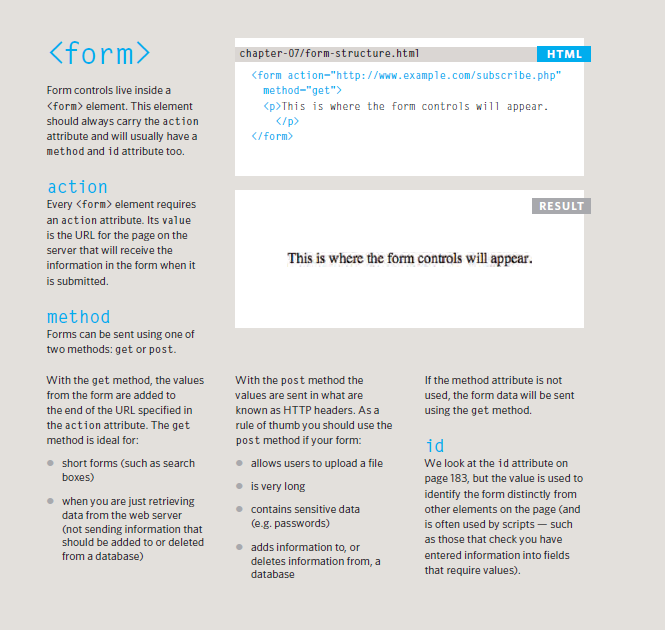 <form>
Form controls live inside a
<form> element. This element
should always carry the action
attribute and will usually have a
method and id attribute too.
action
Every <form> element requires
an action attribute. Its value
is the URL for the page on the
server that will receive the
information in the form when it
is submitted.
method
Forms can be sent using one of
two methods: get or post.
chapter-07/form-structure.html
HTML
<form action="http://www.example.com/subscribe.php"
method="get">
<p>This is where the form controls will appear.
</p>
</form>
RESULT
This is where the form controls will appear.
With the get method, the values
from the form are added to
the end of the URL specified in
the action attribute. The get
method is ideal for:
● short forms (such as search
boxes)
● when you are just retrieving
data from the web server
(not sending information that
should be added to or deleted
from a database)
With the post method the
values are sent in what are
known as HTTP headers. As a
rule of thumb you should use the
post method if your form:
● allows users to upload a file
● is very long
● contains sensitive data
(e.g. passwords)
● adds information to, or
deletes information from, a
database
If the method attribute is not
used, the form data will be sent
using the get method.
id
We look at the id attribute on
page 183, but the value is used to
identify the form distinctly from
other elements on the page (and
is often used by scripts — such
as those that check you have
entered information into fields
that require values).